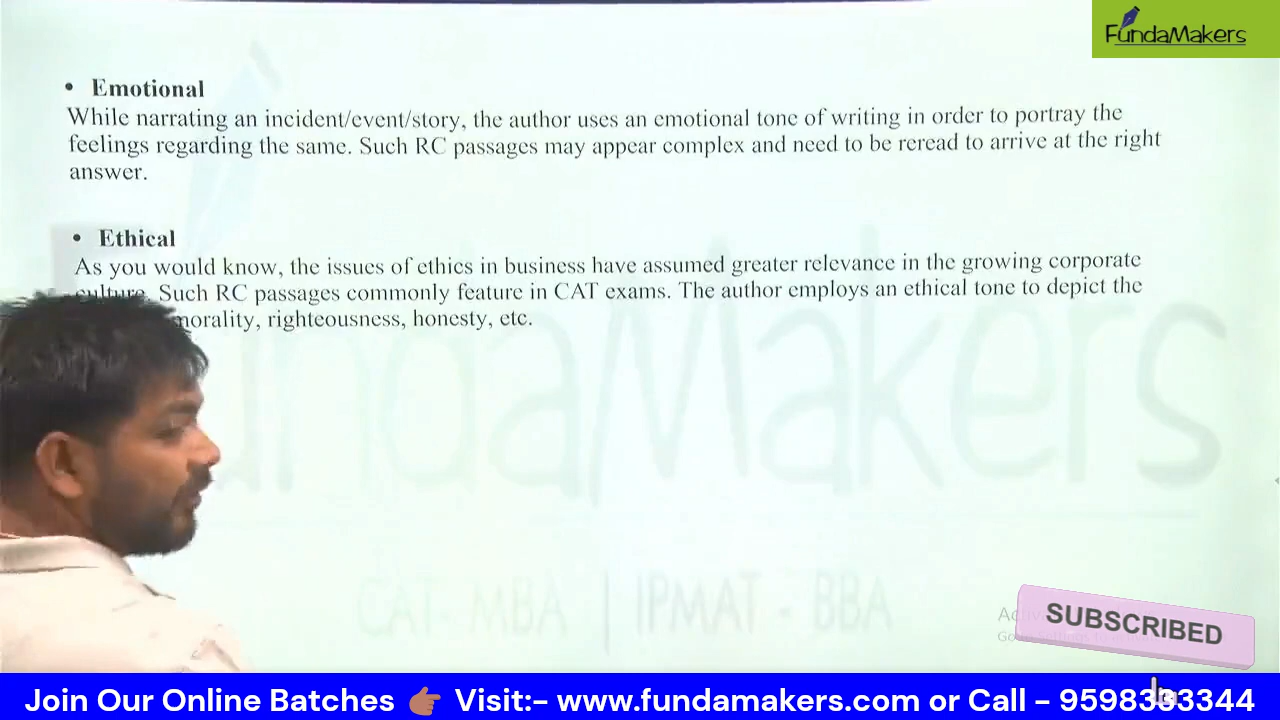 FundaMakers
• Emotional
While narrating an incident/event/story, the author uses an emotional tone of writing in order to portray the
feelings regarding the same. Such RC passages may appear complex and need to be reread to arrive at the right
answer.
• Ethical
As you would know, the issues of ethics in business have assumed greater relevance in the growing corporate
culture. Such RC passages commonly feature in CAT exams. The author employs an ethical tone to depict the
morality, righteousness, honesty, etc.
undaMakers
CAT - MBA | IPMAT - BBA
SUBSCRIBED
Join Our Online Batches Visit:- www.fundamakers.com or Call - 9598333344